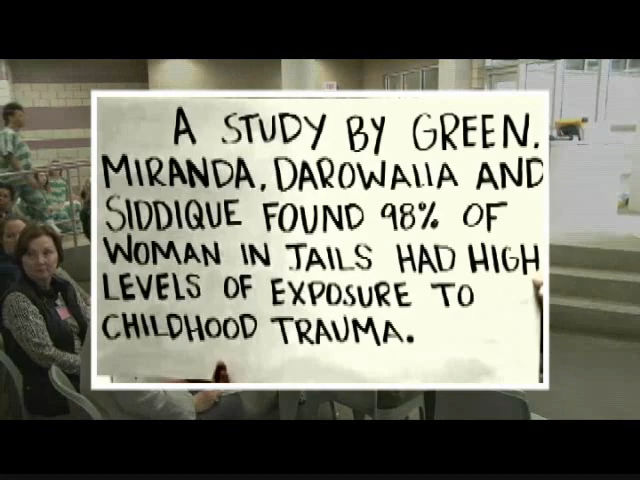 A STUDY BY GREEN.
MIRANDA, DAROWALLA AND
SIDDIQUE FOUND 98% OF
WOMAN IN JAILS HAD HIGH
LEVELS OF EXPOSURE TO
CHILDHOOD TRAUMA.